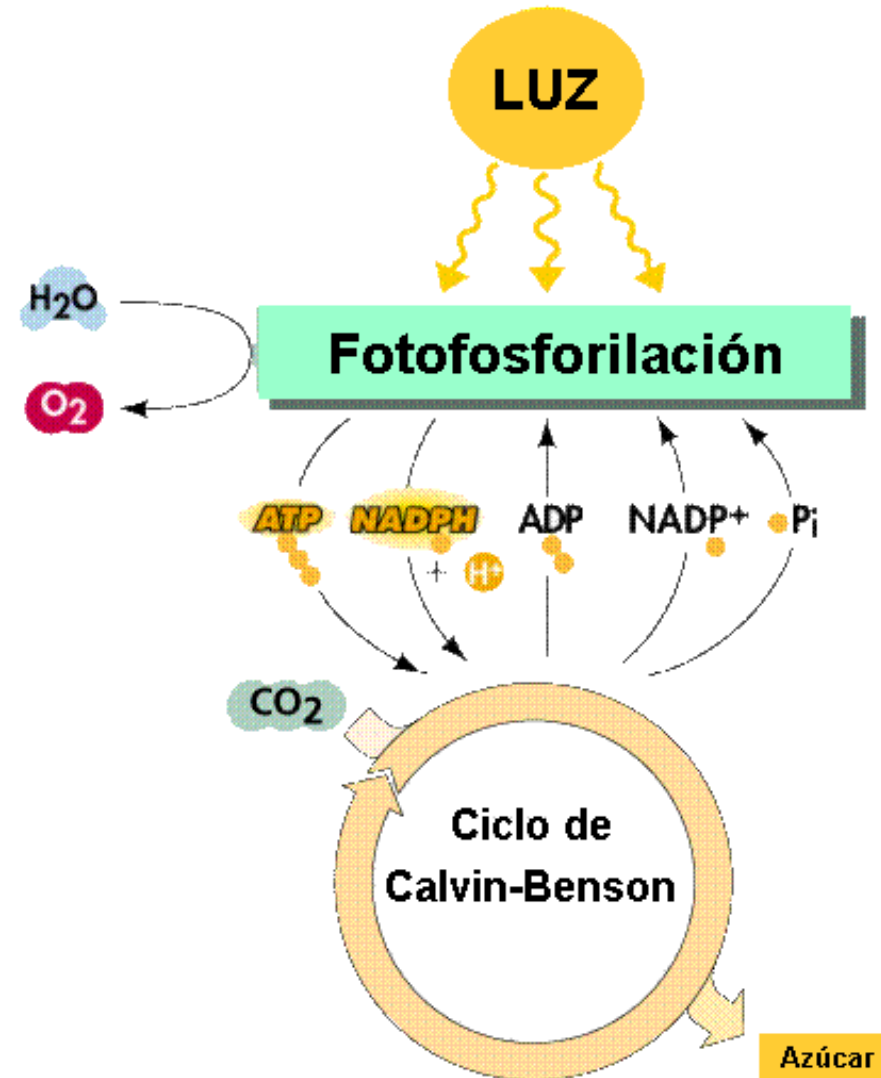 LUZ
H₂O
Fotofosforilación
O₂
ATP NADPH ADP NADP+ Pi
+ H+
CO₂
Ciclo de
Calvin-Benson
Azúcar